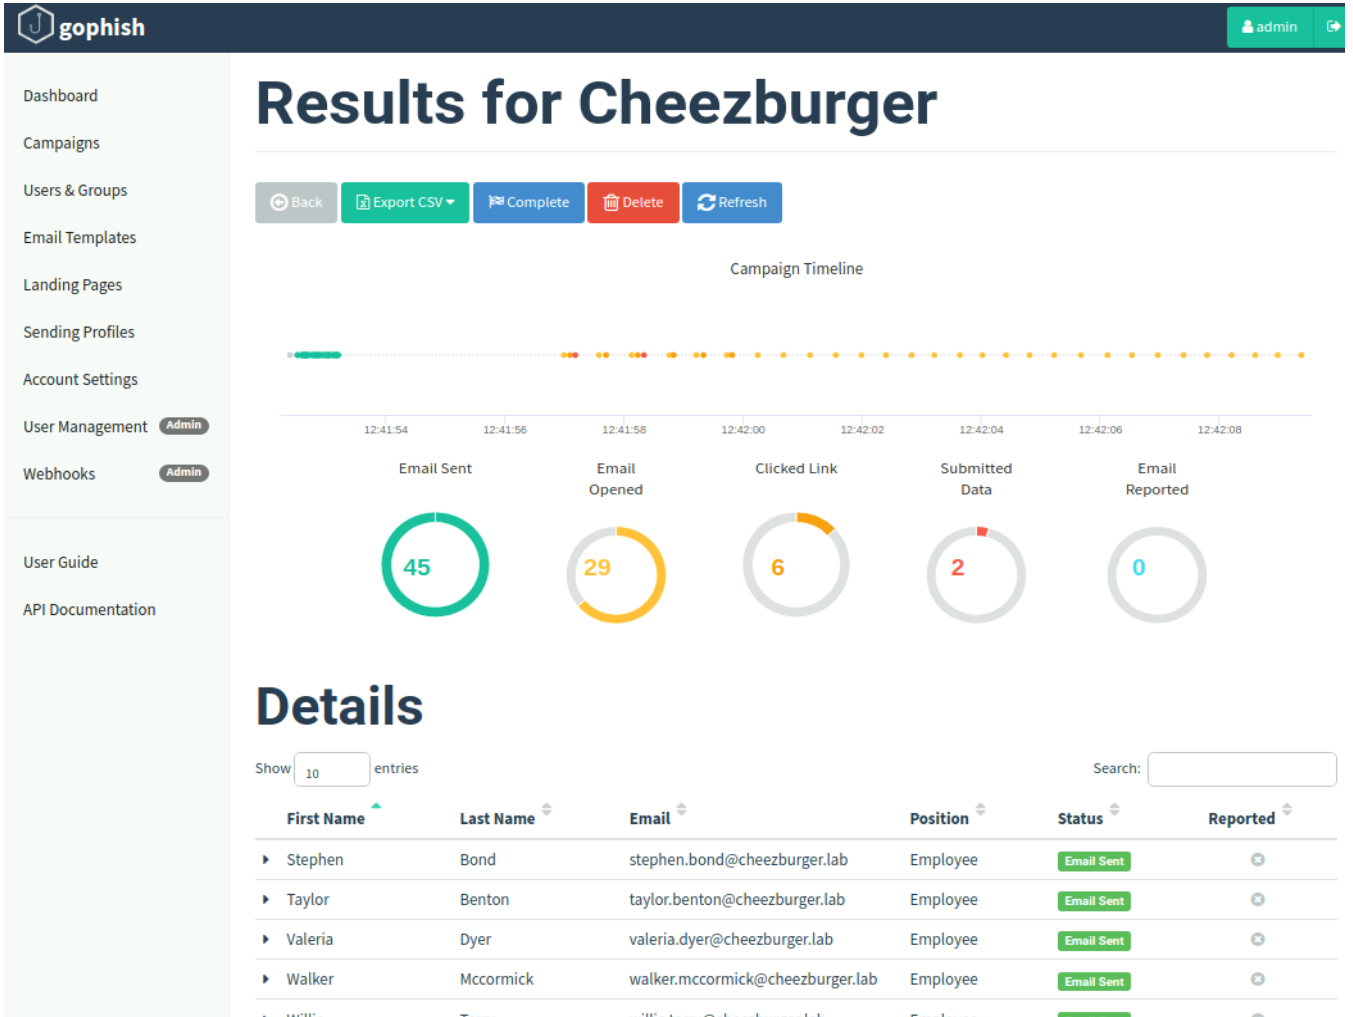 gophish
admin
Dashboard
Campaigns
Users & Groups
Email Templates
Landing Pages
Sending Profiles
Account Settings
User Management Admin
Webhooks Admin
User Guide
API Documentation
Results for Cheezburger
Back Export CSV Complete Delete Refresh
Campaign Timeline
12:41:54 12:41:56 12:41:58 12:42:00 12:42:02 12:42:04 12:42:06 12:42:08
Email Sent
45
Email
Opened
29
Clicked Link
6
Submitted
Data
2
Email
Reported
0
Details
Show 10 entries Search:
First Name Last Name Email Position Status Reported
Stephen Bond stephen.bond@cheezburger.lab Employee Email Sent
Taylor Benton taylor.benton@cheezburger.lab Employee Email Sent
Valeria Dyer valeria.dyer@cheezburger.lab Employee Email Sent
Walker Mccormick walker.mccormick@cheezburger.lab Employee Email Sent